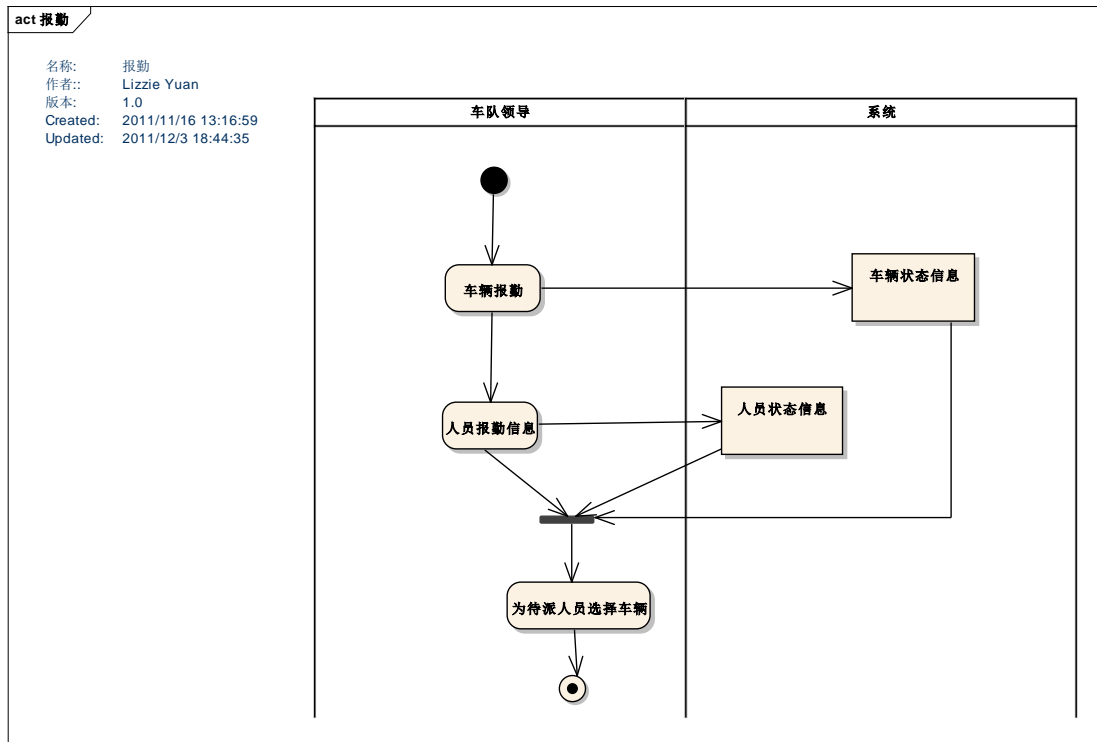 act 报勤
名称: 报勤
作者:: Lizzie Yuan
版本: 1.0
Created: 2011/11/16 13:16:59
Updated: 2011/12/3 18:44:35
车队领导
系统
车辆报勤
车辆状态信息
人员报勤信息
人员状态信息
为待派人员选择车辆